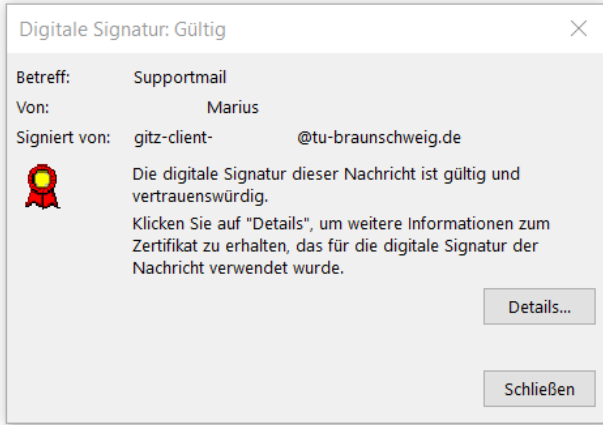 Digitale Signatur: Gültig
Betreff: Supportmail
Von: Marius
Signiert von: gitz-client- @tu-braunschweig.de
Die digitale Signatur dieser Nachricht ist gültig und
vertrauenswürdig.
Klicken Sie auf "Details", um weitere Informationen zum
Zertifikat zu erhalten, das für die digitale Signatur der
Nachricht verwendet wurde.
Details...
Schließen